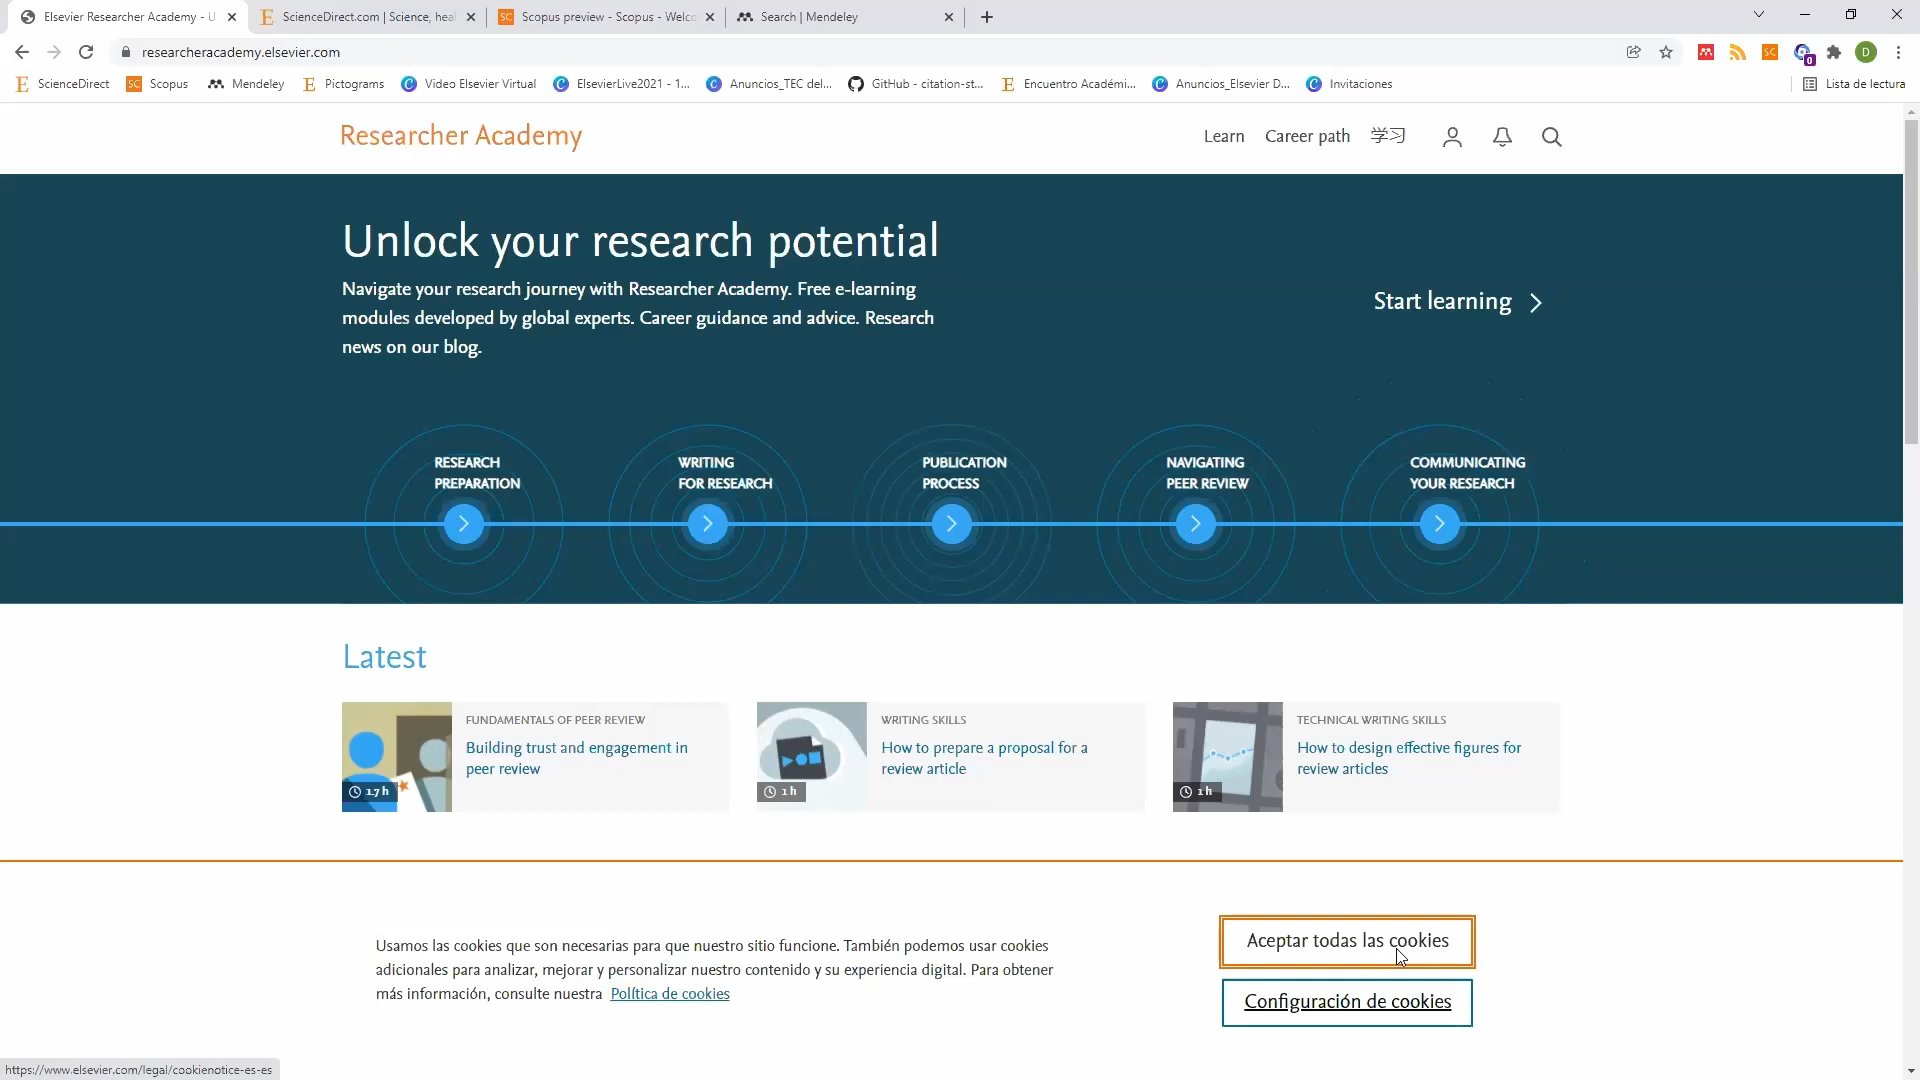 Elsevier Researcher Academy - U
ScienceDirect.com | Science, heal
Scopus preview - Scopus - Welco
Search | Mendeley
researcheracademy.elsevier.com
ScienceDirect
Scopus
Mendeley
Pictograms
Video Elsevier Virtual
ElsevierLive2021 - 1...
Anuncios_TEC del...
GitHub - citation-st...
Encuentro Académi...
Anuncios_Elsevier D...
Invitaciones
Lista de lectura
Researcher Academy
Learn
Career path
学习
Unlock your research potential
Navigate your research journey with Researcher Academy. Free e-learning
modules developed by global experts. Career guidance and advice. Research
news on our blog.
Start learning
RESEARCH
PREPARATION
WRITING
FOR RESEARCH
PUBLICATION
PROCESS
NAVIGATING
PEER REVIEW
COMMUNICATING
YOUR RESEARCH
Latest
FUNDAMENTALS OF PEER REVIEW
Building trust and engagement in
peer review
1.7 h
WRITING SKILLS
How to prepare a proposal for a
review article
1 h
TECHNICAL WRITING SKILLS
How to design effective figures for
review articles
1 h
Usamos las cookies que son necesarias para que nuestro sitio funcione. También podemos usar cookies
adicionales para analizar, mejorar y personalizar nuestro contenido y su experiencia digital. Para obtener
más información, consulte nuestra Política de cookies
Aceptar todas las cookies
Configuración de cookies
https://www.elsevier.com/legal/cookienotice-es-es